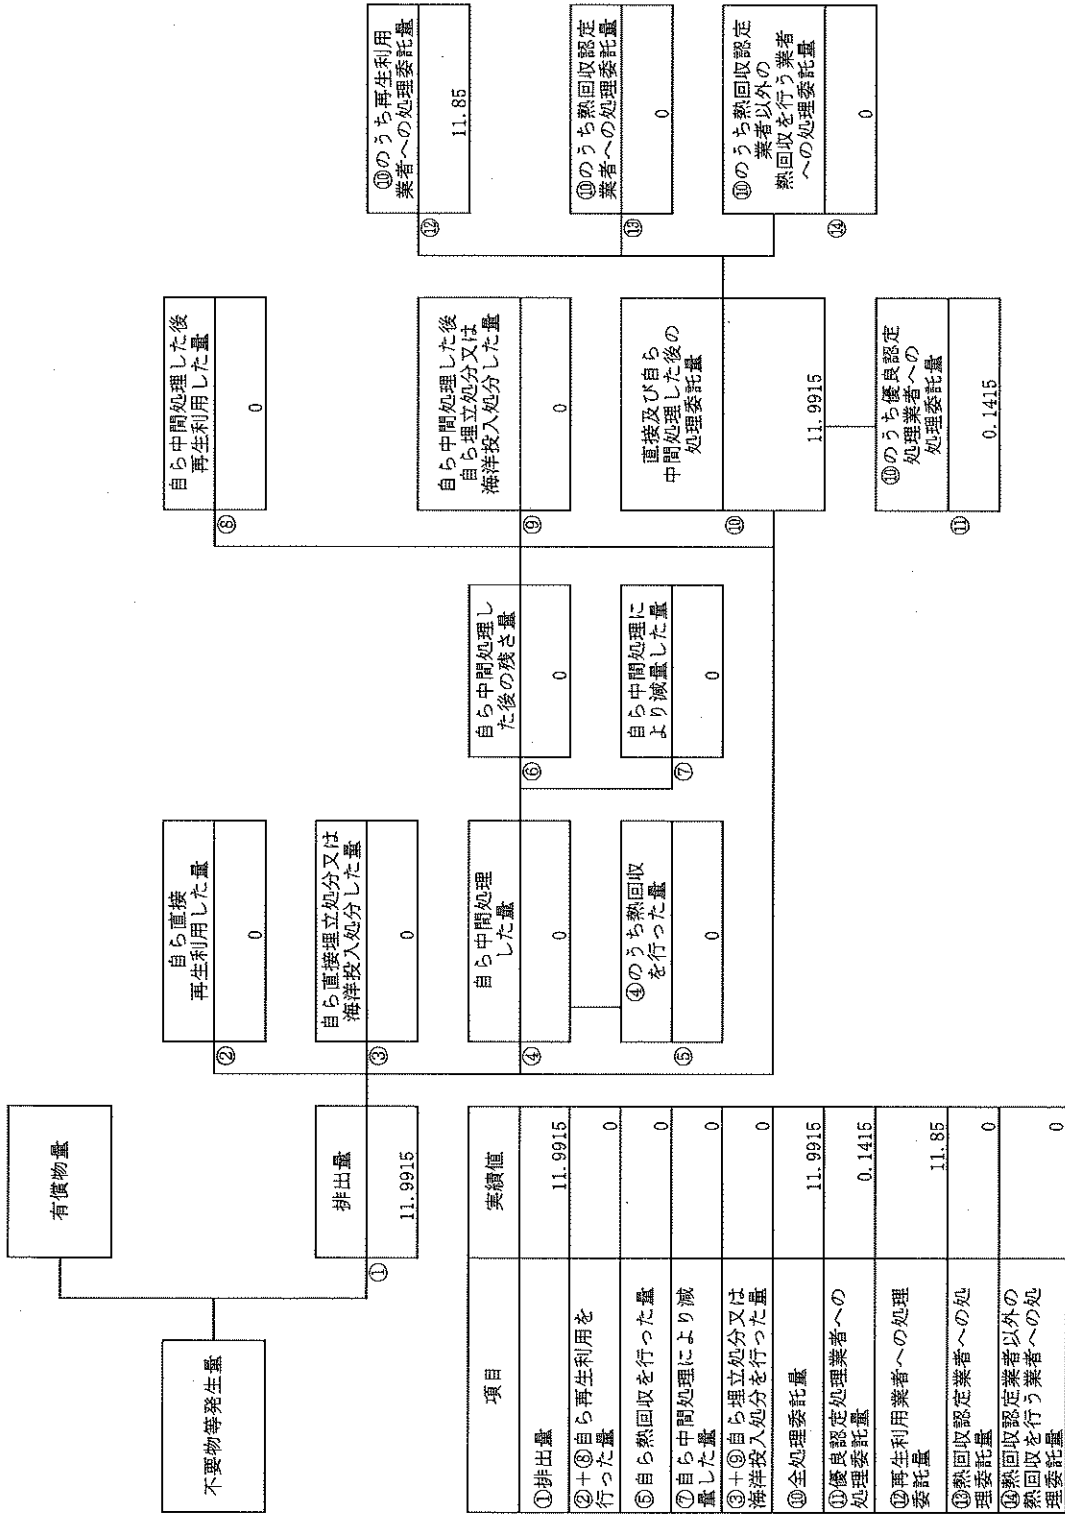 有償物量
不要物等発生量
排出量
①
11.9915
自ら直接
再生利用した量
②
0
自ら直接埋立処分又は
海洋投入処分した量
③
0
自ら中間処理
した量
④
0
④のうち熱回収
を行った量
⑤
0
自ら中間処理し
た後の残さ量
⑥
0
自ら中間処理に
より減量した量
⑦
0
自ら中間処理した後
再生利用した量
⑧
0
自ら中間処理した後
自ら埋立処分又は
海洋投入処分した量
⑨
0
直接及び自ら
中間処理した後の
処理委託量
⑩
11.9915
⑩のうち優良認定
処理業者への
処理委託量
⑪
0.1415
⑩のうち再生利用
業者への処理委託量
⑫
11.85
⑩のうち熱回収認定
業者への処理委託量
⑬
0
⑩のうち熱回収認定
業者以外の
熱回収を行う業者
への処理委託量
⑭
0
項目 実績値
①排出量 11.9915
②+⑧自ら再生利用を
行った量 0
⑤自ら熱回収を行った量 0
⑦自ら中間処理により減
量した量 0
③+⑨自ら埋立処分又は
海洋投入処分を行った量 0
⑩全処理委託量 11.9915
⑪優良認定処理業者への
処理委託量 0.1415
⑫再生利用業者への処理
委託量 11.85
⑬熱回収認定業者への処
理委託量 0
⑭熱回収認定業者以外の
熱回収を行う業者への処
理委託量 0